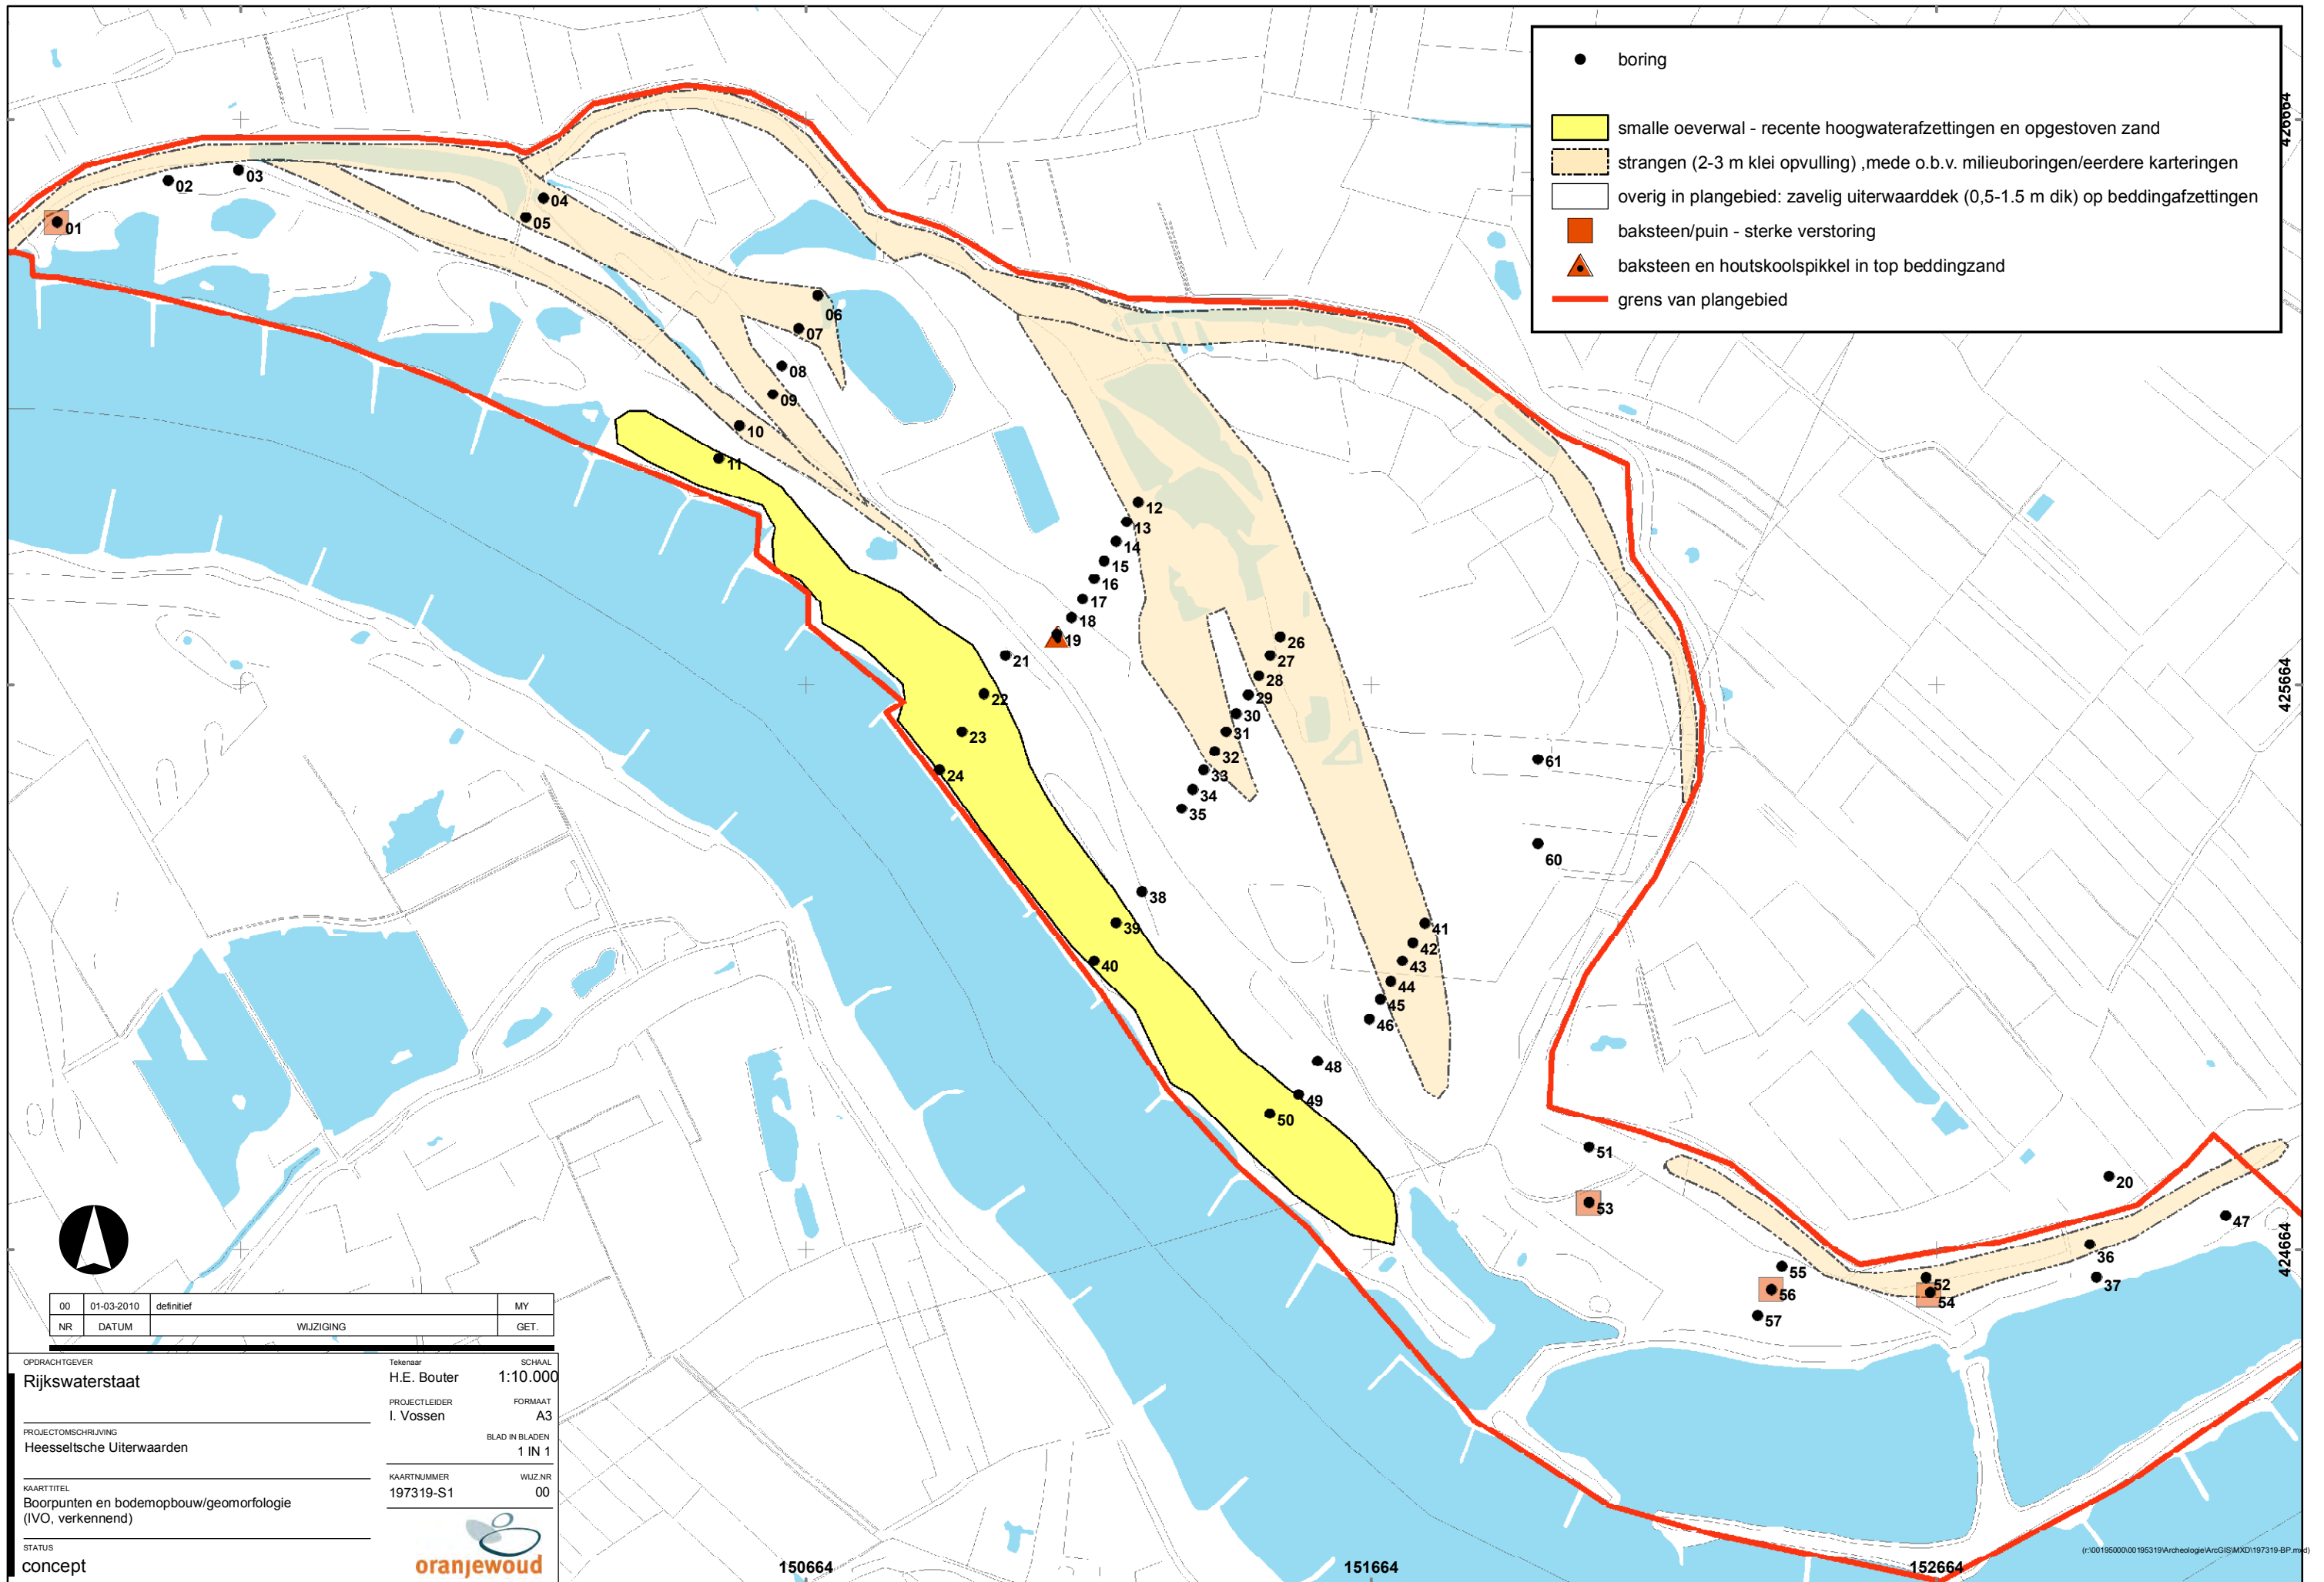 boring
smalle oeverwal - recente hoogwaterafzettingen en opgestoven zand
strangen (2-3 m klei opvulling) ,mede o.b.v. milieuboringen/eerdere karteringen
overig in plangebied: zavelig uiterwaarddek (0,5-1.5 m dik) op beddingafzettingen
baksteen/puin - sterke verstoring
baksteen en houtskoolspikkel in top beddingzand
grens van plangebied
426664
01
02
03
04
05
06
07
08
09
10
11
12
13
14
15
16
17
18
19
21
22
23
24
26
27
28
29
30
31
32
33
34
35
425664
61
60
38
39
40
41
42
43
44
45
46
48
49
50
51
53
20
47
36
37
52
54
55
56
57
424664
00 01-03-2010 definitief MY
NR DATUM WIJZIGING GET.
OPDRACHTGEVER
Rijkswaterstaat
Tekenaar SCHAAL
H.E. Bouter 1:10.000
PROJECTLEIDER FORMAAT
I. Vossen A3
PROJECTOMSCHRIJVING
Heesseltsche Uiterwaarden
BLAD IN BLADEN
1 IN 1
KAARTNUMMER WIJZ.NR
197319-S1 00
KAARTTITEL
Boorpunten en bodemopbouw/geomorfologie
(IVO, verkennend)
STATUS
concept
oranjewoud
150664
151664
152664
(r:\00195000\00195319\Archeologie\ArcGIS\MXD\197319-BP.mxd)